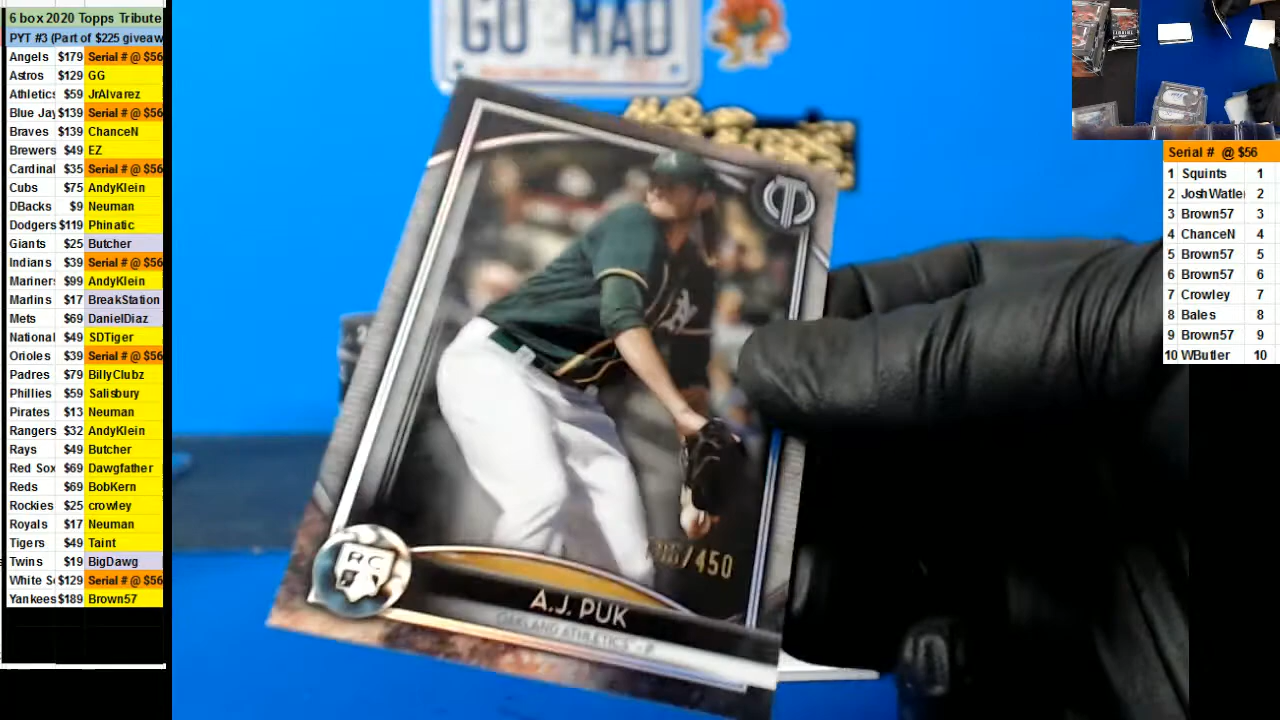 6 box 2020 Topps Tribute
PYT #3 (Part of $225 giveaw
Angels $179 Serial # @ $56
Astros $129 GG
Athletics $59 JrAlvarez
Blue Jay $139 Serial # @ $56
Braves $139 ChanceN
Brewers $49 EZ
Cardinal $35 Serial # @ $56
Cubs $75 AndyKlein
DBacks $9 Neuman
Dodgers $119 Phinatic
Giants $25 Butcher
Indians $39 Serial # @ $56
Mariners $99 AndyKlein
Marlins $17 BreakStation
Mets $69 DanielDiaz
National $49 SDTiger
Orioles $39 Serial # @ $56
Padres $79 BillyClubz
Phillies $59 Salisbury
Pirates $13 Neuman
Rangers $32 AndyKlein
Rays $49 Butcher
Red Sox $69 Dawgfather
Reds $69 BobKern
Rockies $25 crowley
Royals $17 Neuman
Tigers $49 Taint
Twins $19 BigDawg
White So $129 Serial # @ $56
Yankees $189 Brown57
GO MAD
/450
RC
A.J. PUK
OAKLAND ATHLETICS - P
Serial # @ $56
1 Squints 1
2 JoshWatle 2
3 Brown57 3
4 ChanceN 4
5 Brown57 5
6 Brown57 6
7 Crowley 7
8 Bales 8
9 Brown57 9
10 WButler 10